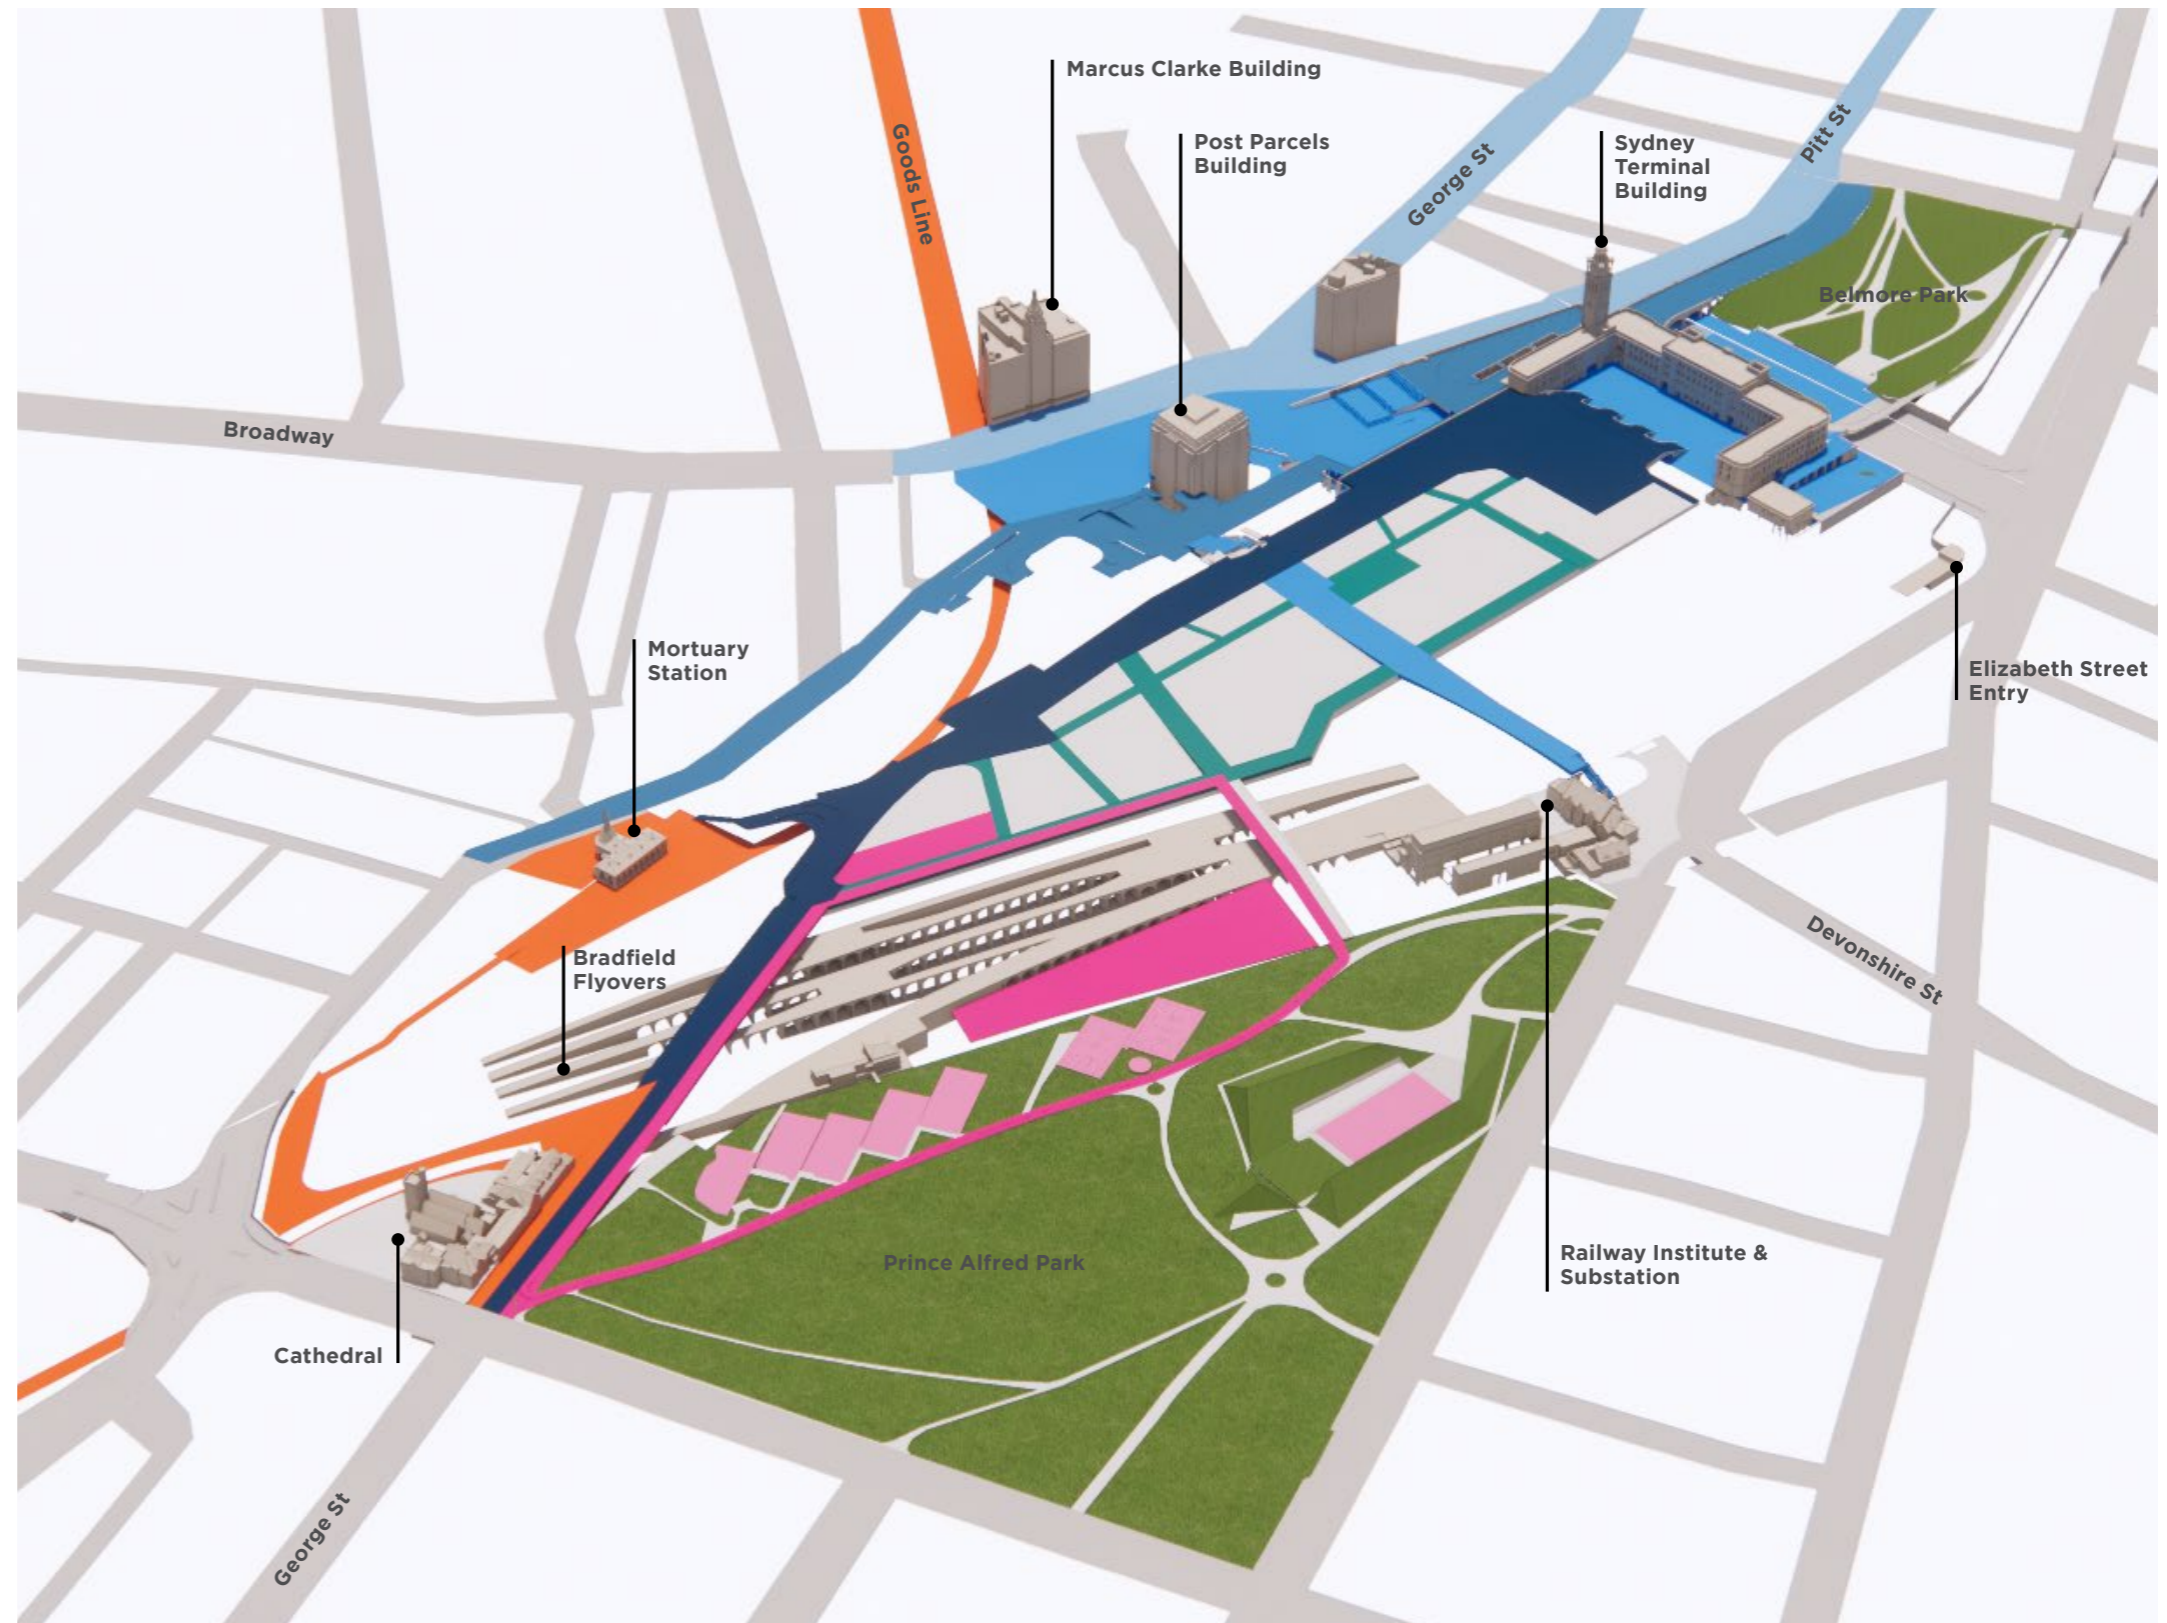 Marcus Clarke Building
Goods Line
Post Parcels
Building
George St
Sydney
Terminal
Building
Pitt St
Belmore Park
Broadway
Mortuary
Station
Elizabeth Street
Entry
Bradfield
Flyovers
Devonshire St
Prince Alfred Park
Railway Institute &
Substation
Cathedral
George St